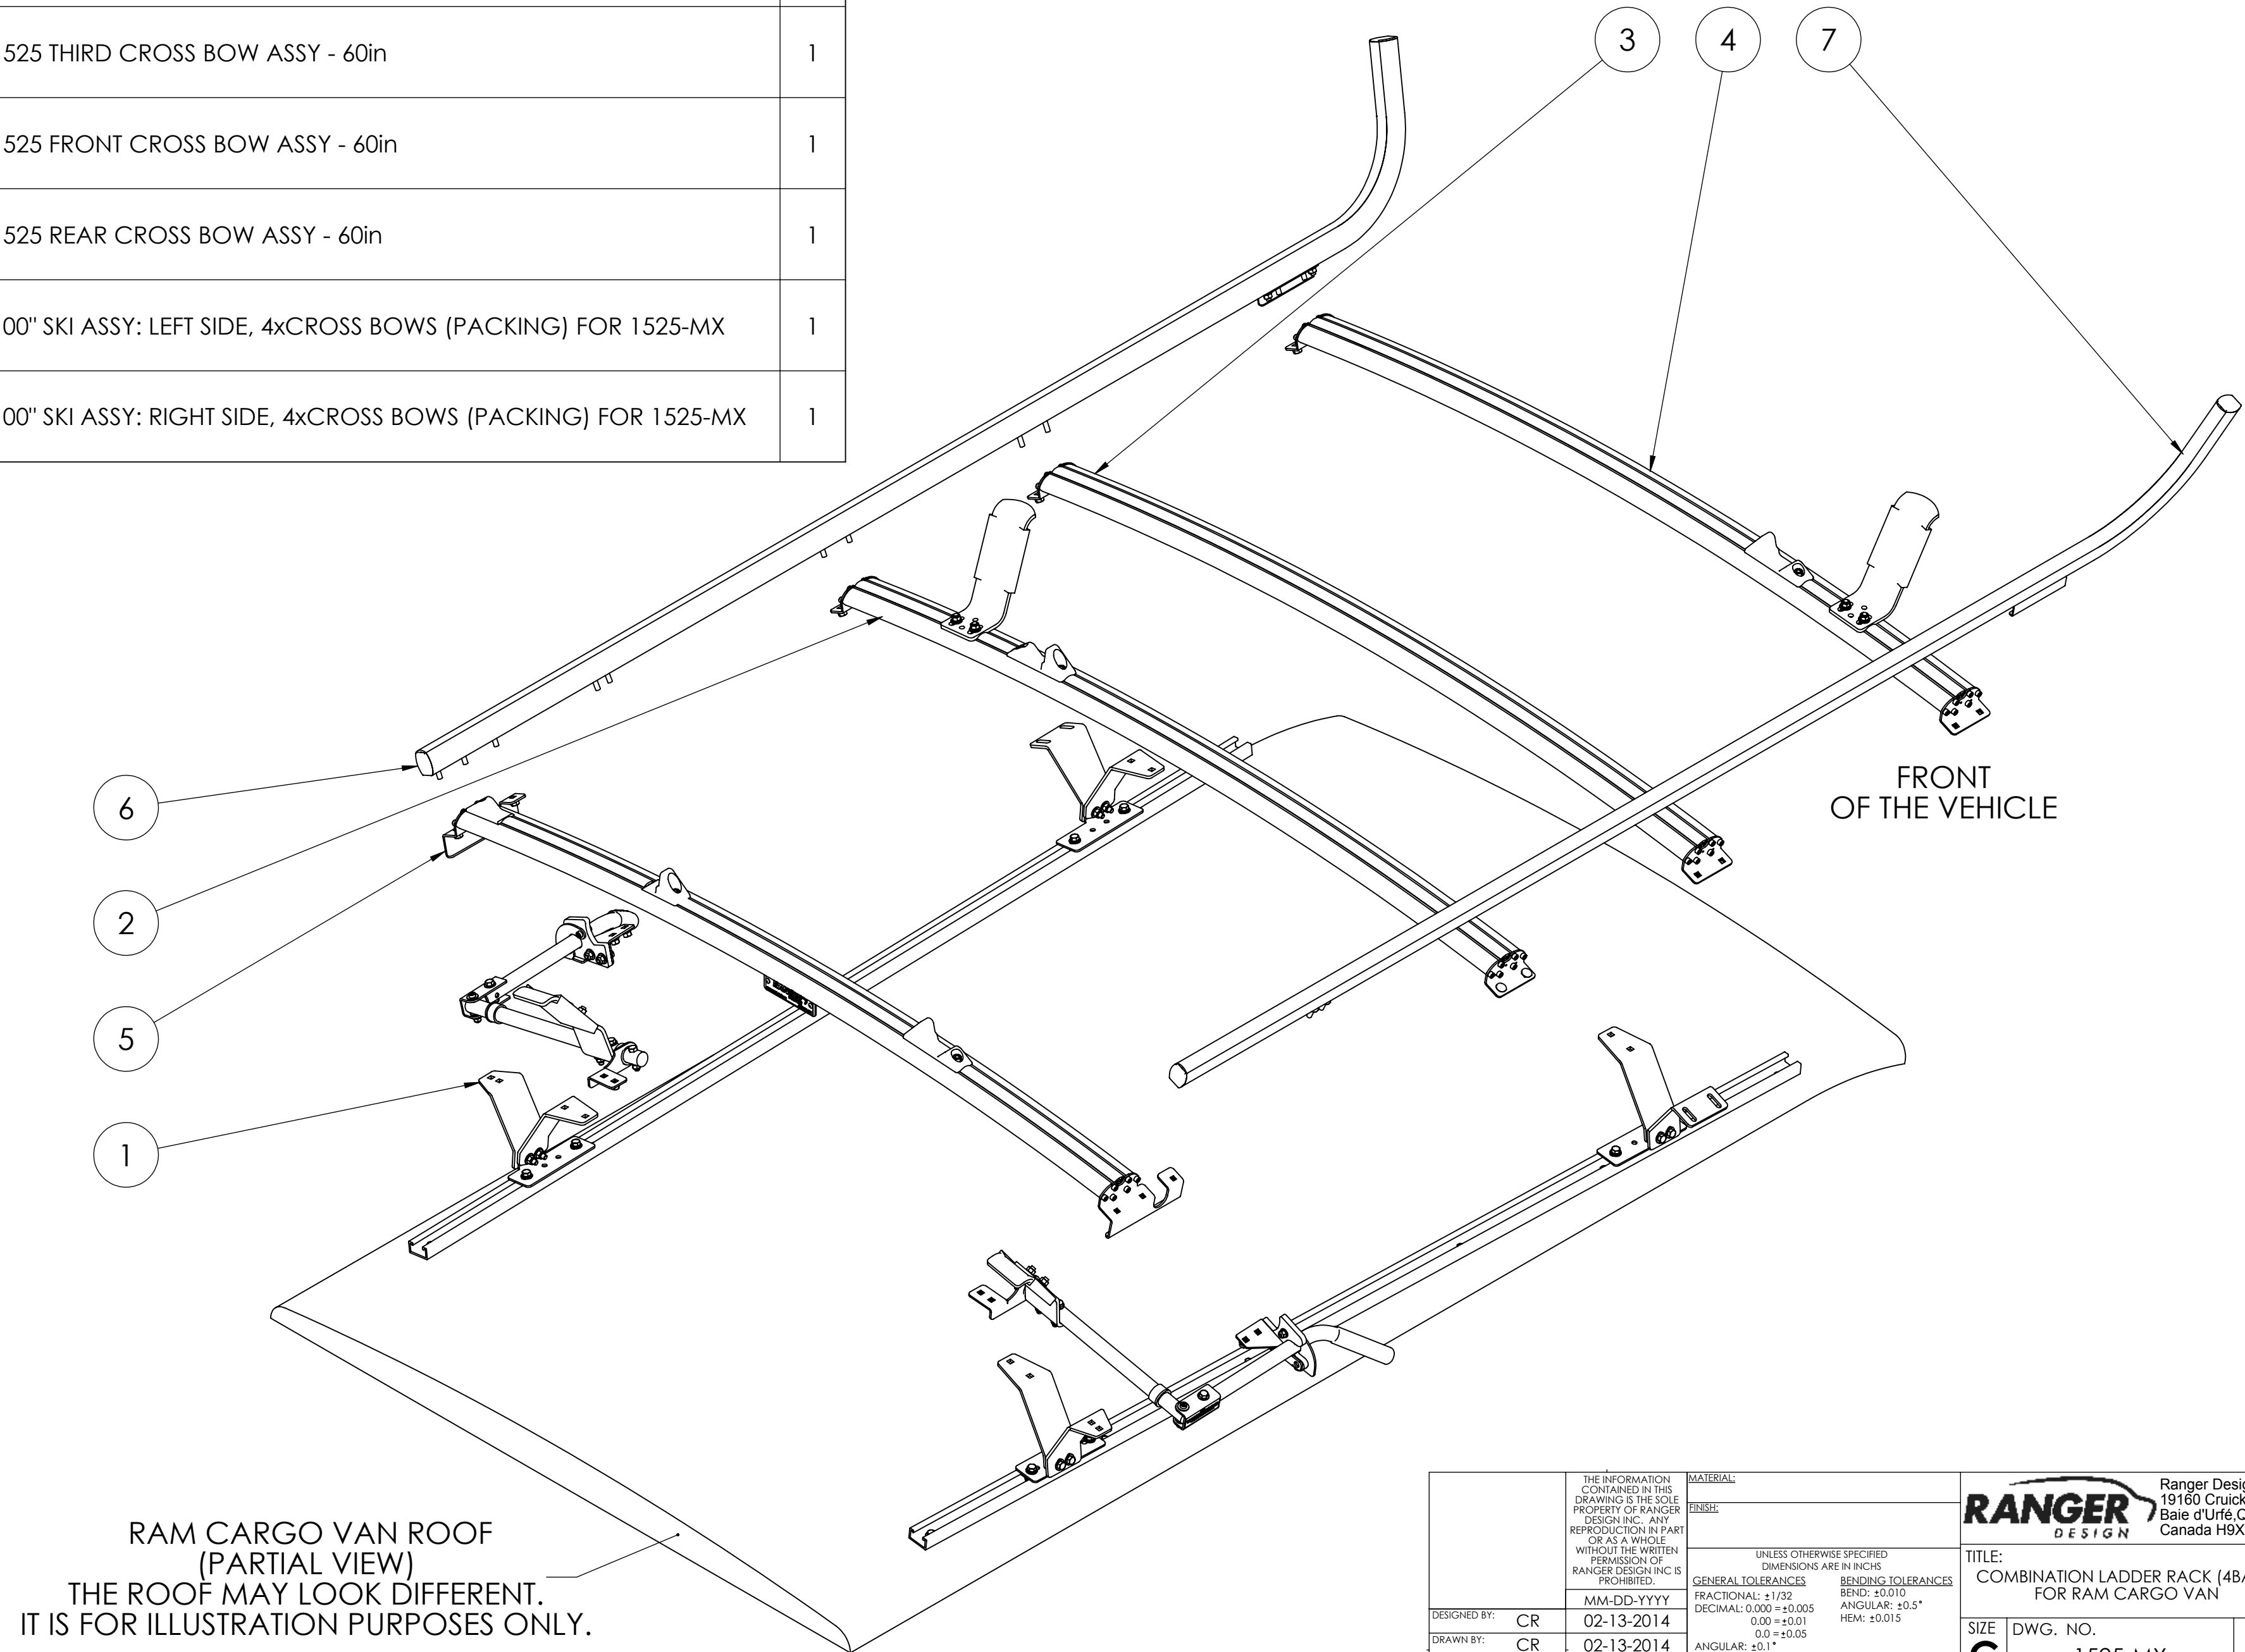 525 THIRD CROSS BOW ASSY - 60in 1
525 FRONT CROSS BOW ASSY - 60in 1
525 REAR CROSS BOW ASSY - 60in 1
00" SKI ASSY: LEFT SIDE, 4xCROSS BOWS (PACKING) FOR 1525-MX 1
00" SKI ASSY: RIGHT SIDE, 4xCROSS BOWS (PACKING) FOR 1525-MX 1
3
4
7
6
2
5
1
FRONT
OF THE VEHICLE
RAM CARGO VAN ROOF
(PARTIAL VIEW)
THE ROOF MAY LOOK DIFFERENT.
IT IS FOR ILLUSTRATION PURPOSES ONLY.
THE INFORMATION
CONTAINED IN THIS
DRAWING IS THE SOLE
PROPERTY OF RANGER
DESIGN INC. ANY
REPRODUCTION IN PART
OR AS A WHOLE
WITHOUT THE WRITTEN
PERMISSION OF
RANGER DESIGN INC IS
PROHIBITED.
MM-DD-YYYY
DESIGNED BY: CR 02-13-2014
DRAWN BY: CR 02-13-2014
MATERIAL:
FINISH:
UNLESS OTHERWISE SPECIFIED
DIMENSIONS ARE IN INCHS
GENERAL TOLERANCES
FRACTIONAL: ±1/32
DECIMAL: 0.000 =±0.005
0.00 =±0.01
0.0 =±0.05
ANGULAR: ±0.1°
BENDING TOLERANCES
BEND: ±0.010
ANGULAR: ±0.5°
HEM: ±0.015
RANGER
DESIGN
Ranger Desig
19160 Cruick
Baie d'Urfé,Q
Canada H9X
TITLE:
COMBINATION LADDER RACK (4BA
FOR RAM CARGO VAN
SIZE
DWG. NO.
1525-MX